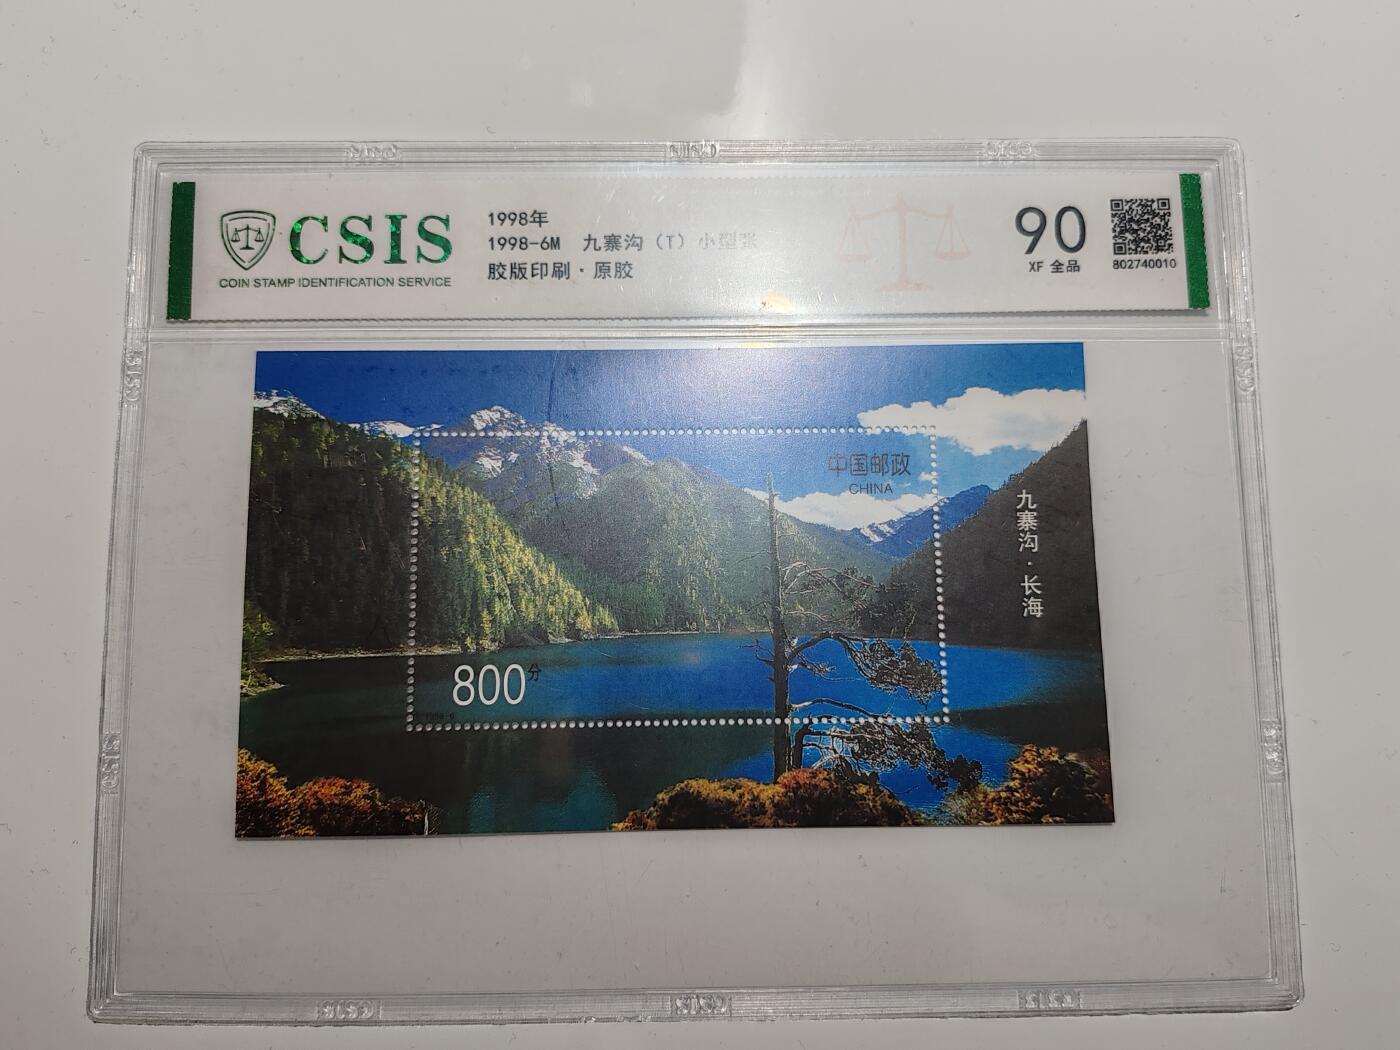 CSIS
COIN STAMP IDENTIFICATION SERVICE
1998年
1998-6M 九寨沟（T）小型张
胶版印刷·原胶
90
XF 全品
802740010
中国邮政
CHINA
九寨沟·长海
800分
1998-6